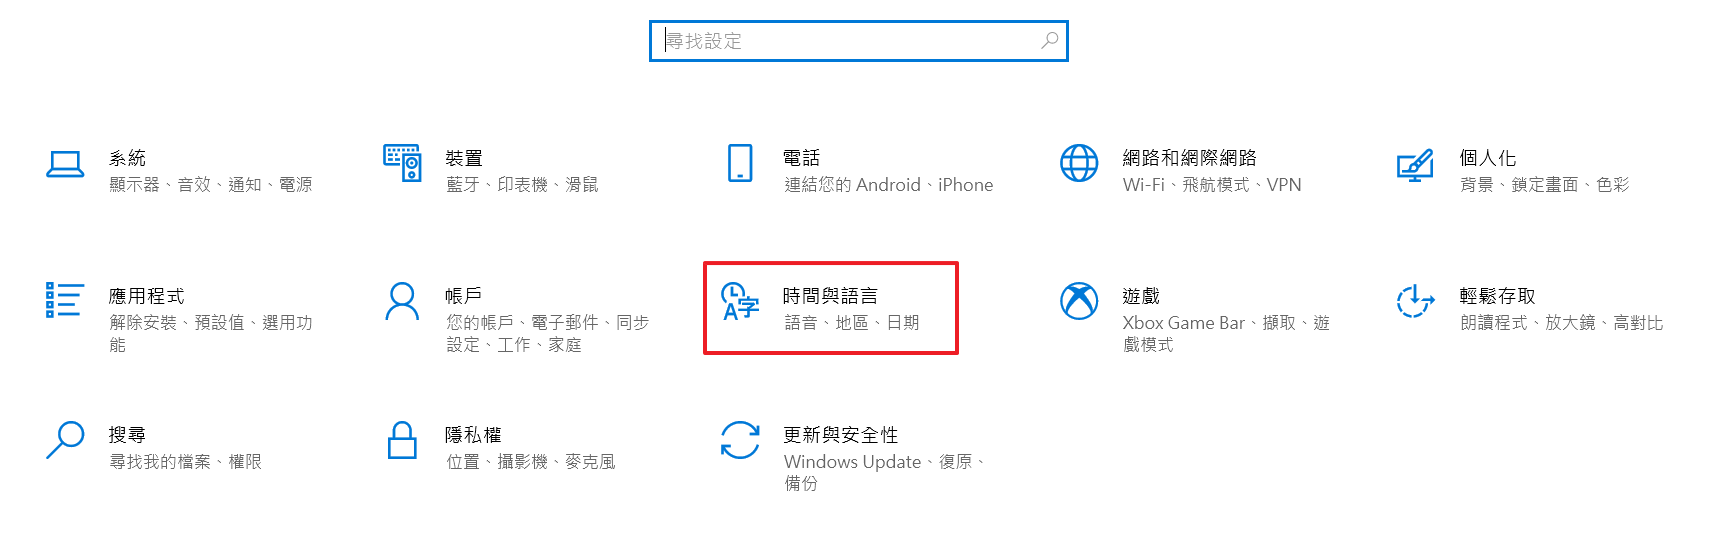 尋找設定
系統
顯示器、音效、通知、電源
裝置
藍牙、印表機、滑鼠
電話
連結您的 Android、iPhone
網路和網際網路
Wi-Fi、飛航模式、VPN
個人化
背景、鎖定畫面、色彩
應用程式
解除安裝、預設值、選用功
能
帳戶
您的帳戶、電子郵件、同步
設定、工作、家庭
時間與語言
語音、地區、日期
遊戲
Xbox Game Bar、擷取、遊
戲模式
輕鬆存取
朗讀程式、放大鏡、高對比
搜尋
尋找我的檔案、權限
隱私權
位置、攝影機、麥克風
更新與安全性
Windows Update、復原、
備份